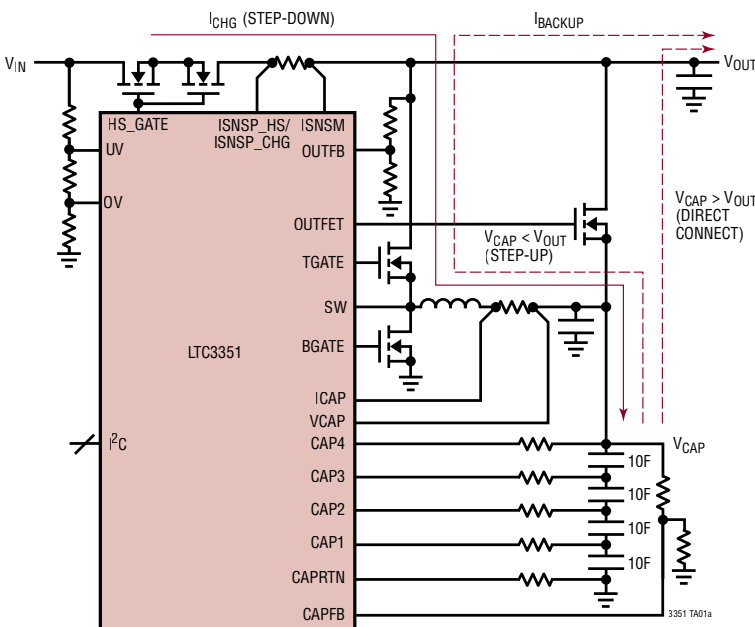 ICHG (STEP-DOWN)
IBACKUP
VIN
VOUT
HS_GATE
ISNSP_HS/
ISNSP_CHG
ISNSM
UV
OUTFB
OV
VCAP > VOUT
(DIRECT
CONNECT)
OUTFET
VCAP < VOUT
(STEP-UP)
TGATE
SW
BGATE
LTC3351
ICAP
VCAP
I2C
CAP4
VCAP
10F
CAP3
10F
CAP2
10F
CAP1
10F
CAPRTN
CAPFB
3351 TA01a